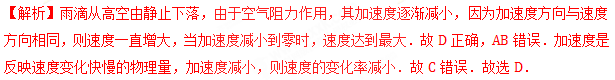 【解析】雨滴从高空由静止下落，由于空气阻力作用，其加速度逐渐减小，因为加速度方向与速度
方向相同，则速度一直增大，当加速度减小到零时，速度达到最大．故 D 正确，AB 错误．加速度是
反映速度变化快慢的物理量，加速度减小，则速度的变化率减小．故 C 错误．故选 D．